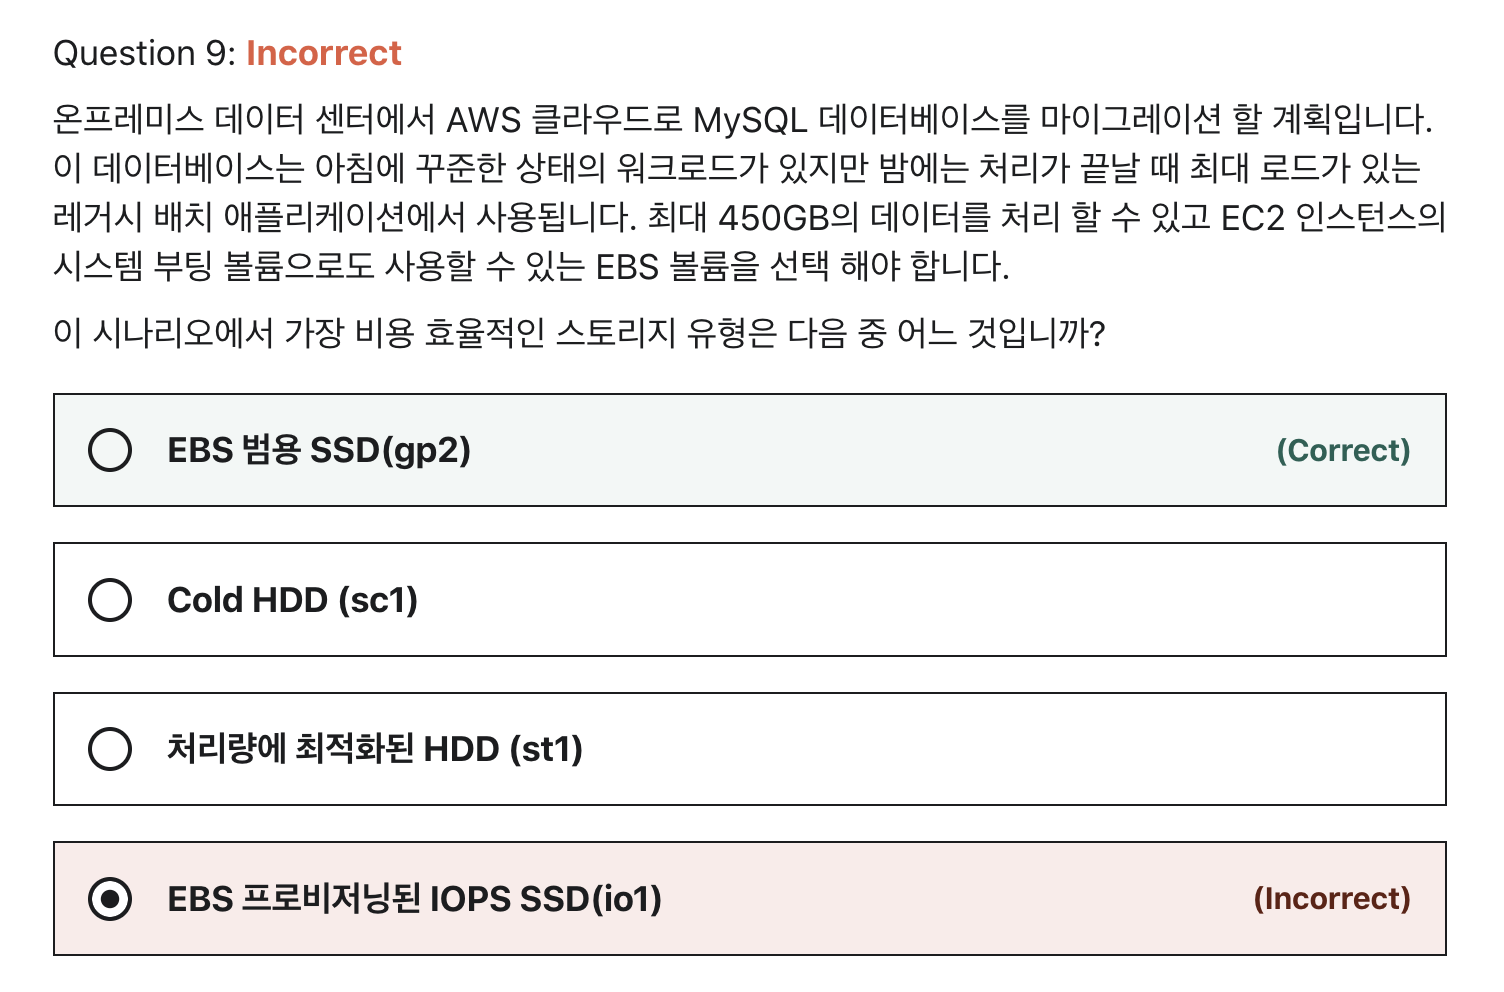 Question 9: Incorrect
온프레미스 데이터 센터에서 AWS 클라우드로 MySQL 데이터베이스를 마이그레이션 할 계획입니다.
이 데이터베이스는 아침에 꾸준한 상태의 워크로드가 있지만 밤에는 처리가 끝날 때 최대 로드가 있는
레거시 배치 애플리케이션에서 사용됩니다. 최대 450GB의 데이터를 처리 할 수 있고 EC2 인스턴스의
시스템 부팅 볼륨으로도 사용할 수 있는 EBS 볼륨을 선택 해야 합니다.
이 시나리오에서 가장 비용 효율적인 스토리지 유형은 다음 중 어느 것입니까?
EBS 범용 SSD(gp2) (Correct)
Cold HDD (sc1)
처리량에 최적화된 HDD (st1)
EBS 프로비저닝된 IOPS SSD(io1) (Incorrect)